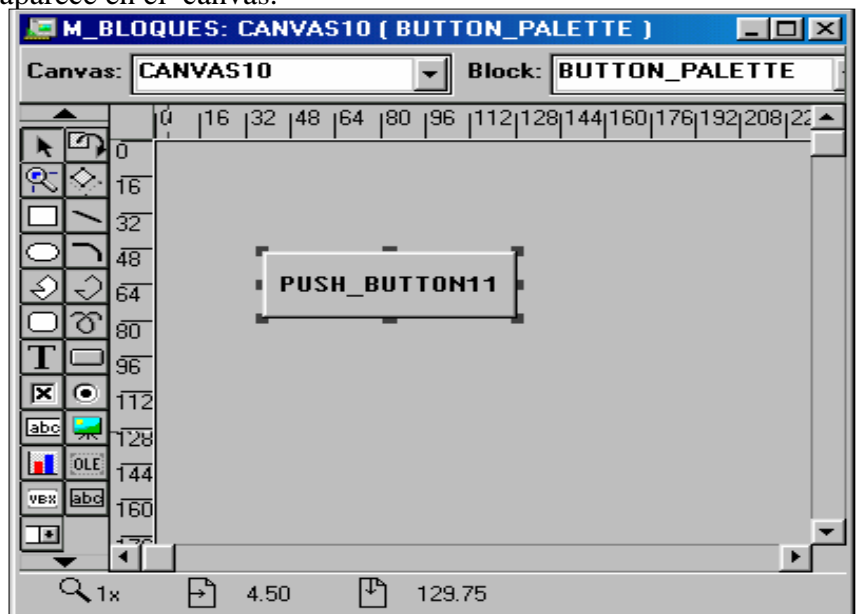 aparece en el canvas.
M_BLOQUES: CANVAS10 ( BUTTON_PALETTE )
Canvas: CANVAS10 Block: BUTTON_PALETTE
0 16 32 48 64 80 96 112 128 144 160 176 192 208 22
0
16
32
48
64
80
96
112
128
144
160
176
PUSH_BUTTON11
T
abc
OLE
VBX abc
1x 4.50 129.75